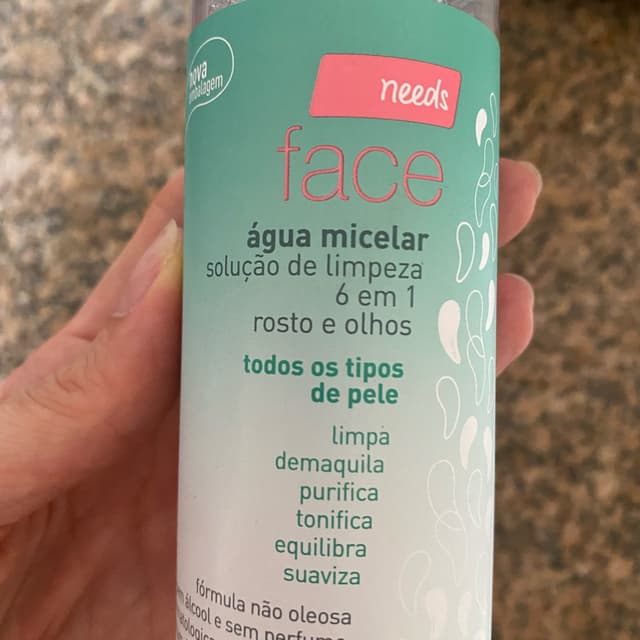 nova
embalagem
needs
face
água micelar
solução de limpeza
6 em 1
rosto e olhos
todos os tipos
de pele
limpa
demaquila
purifica
tonifica
equilibra
suaviza
fórmula não oleosa
álcool e sem perfume